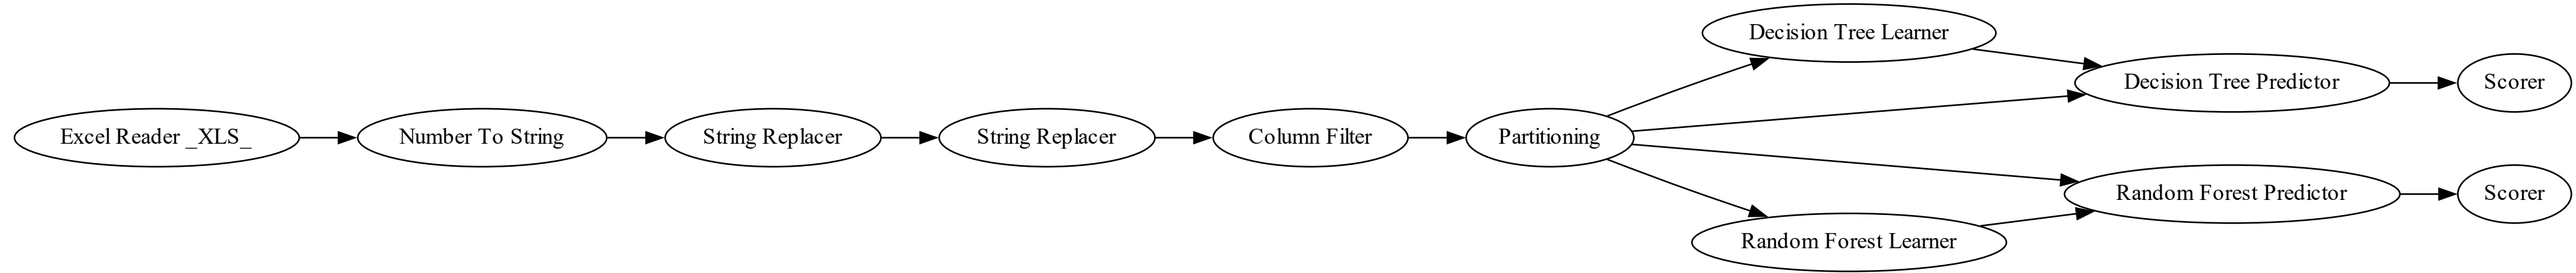 Excel Reader _XLS_
Number To String
String Replacer
String Replacer
Column Filter
Partitioning
Decision Tree Learner
Decision Tree Predictor
Scorer
Random Forest Learner
Random Forest Predictor
Scorer